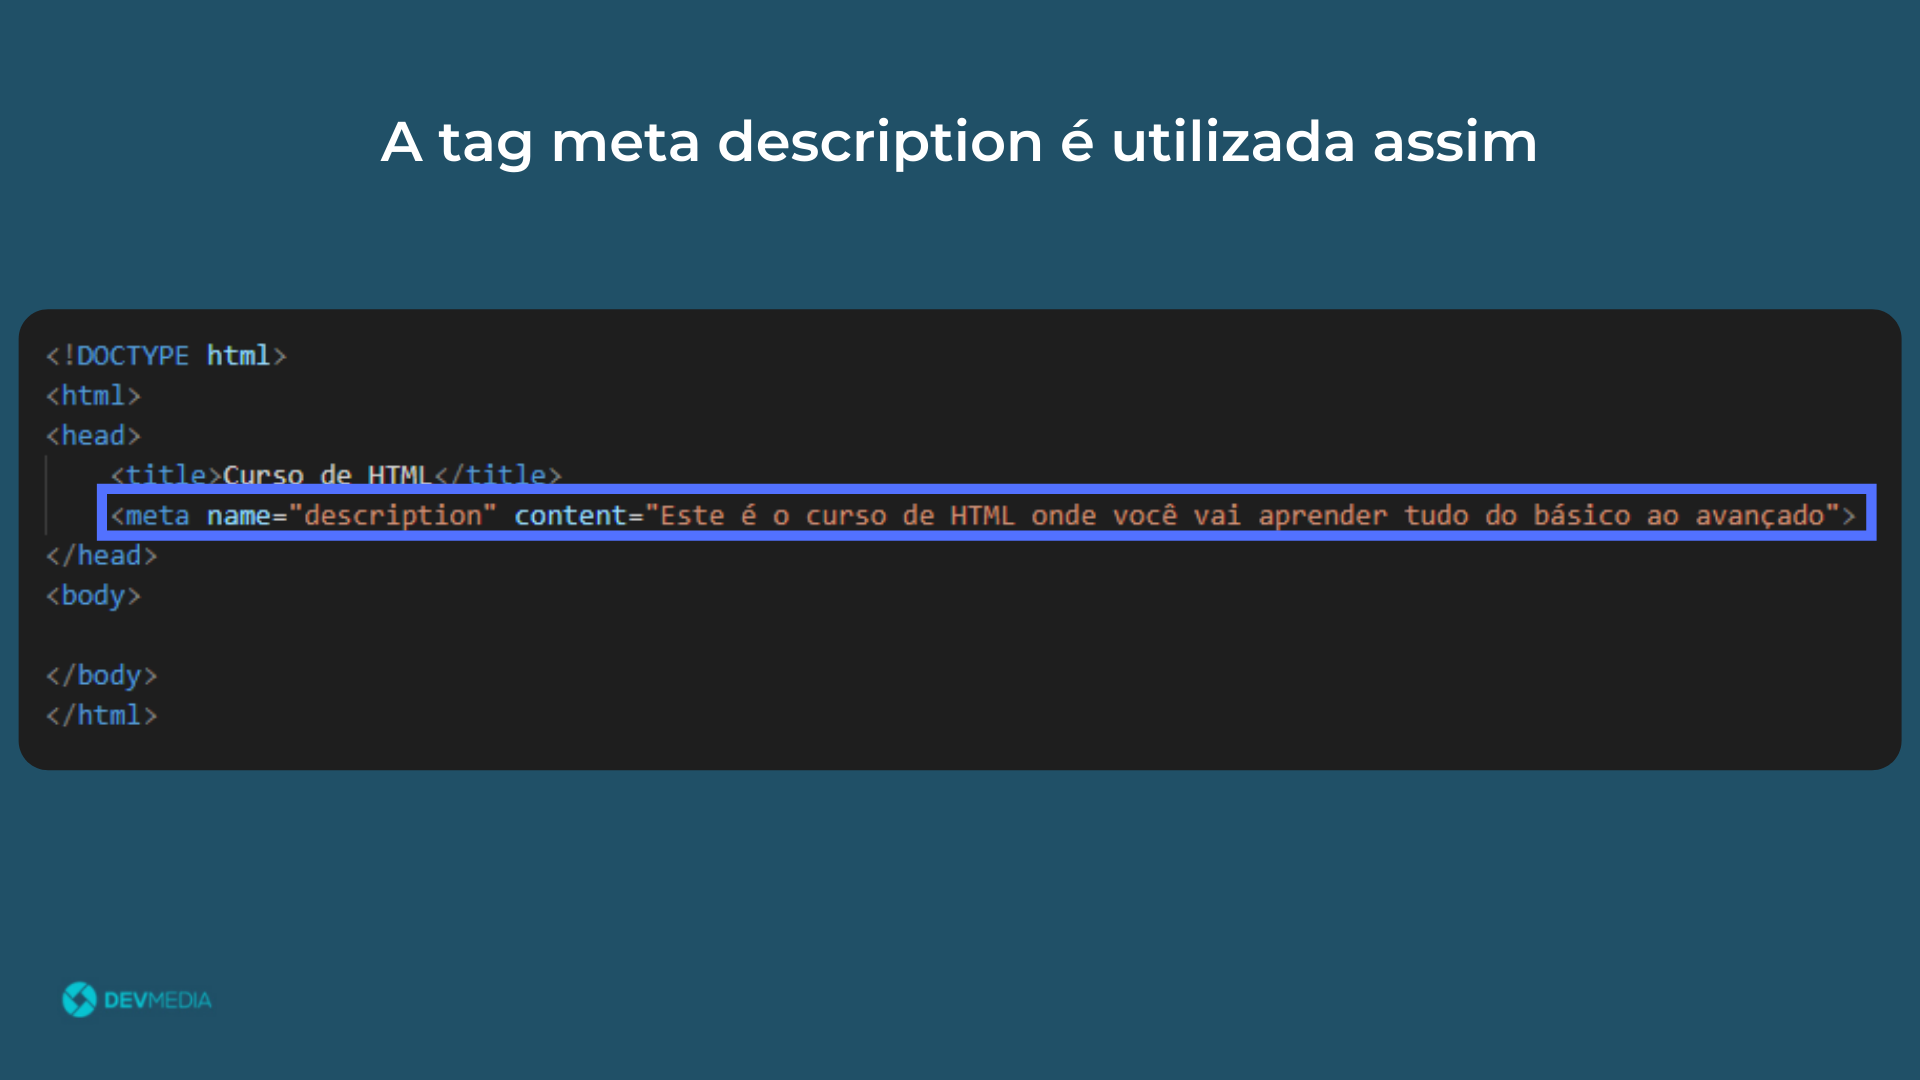 A tag meta description é utilizada assim
<!DOCTYPE html>
<html>
<head>
<title>Curso de HTML</title>
<meta name="description" content="Este é o curso de HTML onde você vai aprender tudo do básico ao avançado">
</head>
<body>
</body>
</html>
DEVMEDIA